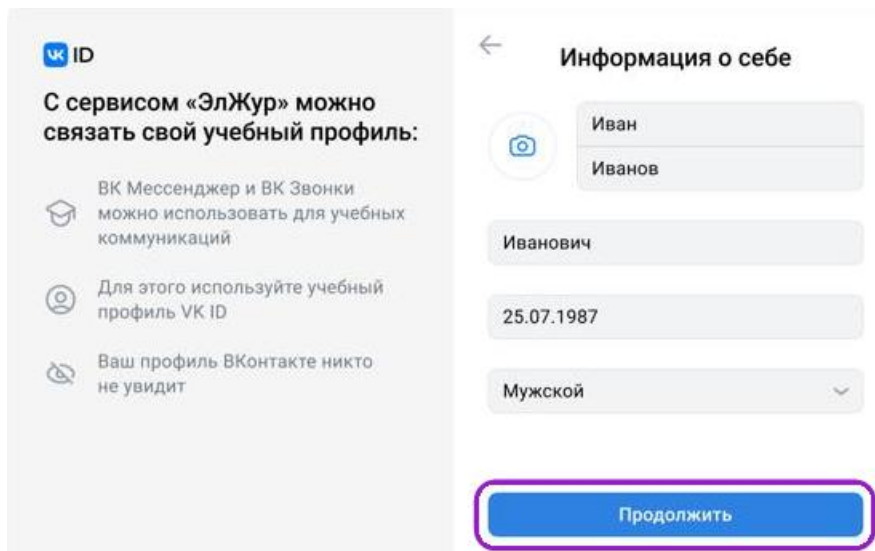 VK ID
С сервисом «ЭлЖур» можно
связать свой учебный профиль:
ВК Мессенджер и ВК Звонки
можно использовать для учебных
коммуникаций
Для этого используйте учебный
профиль VK ID
Ваш профиль ВКонтакте никто
не увидит
Информация о себе
Иван
Иванов
Иванович
25.07.1987
Мужской
Продолжить